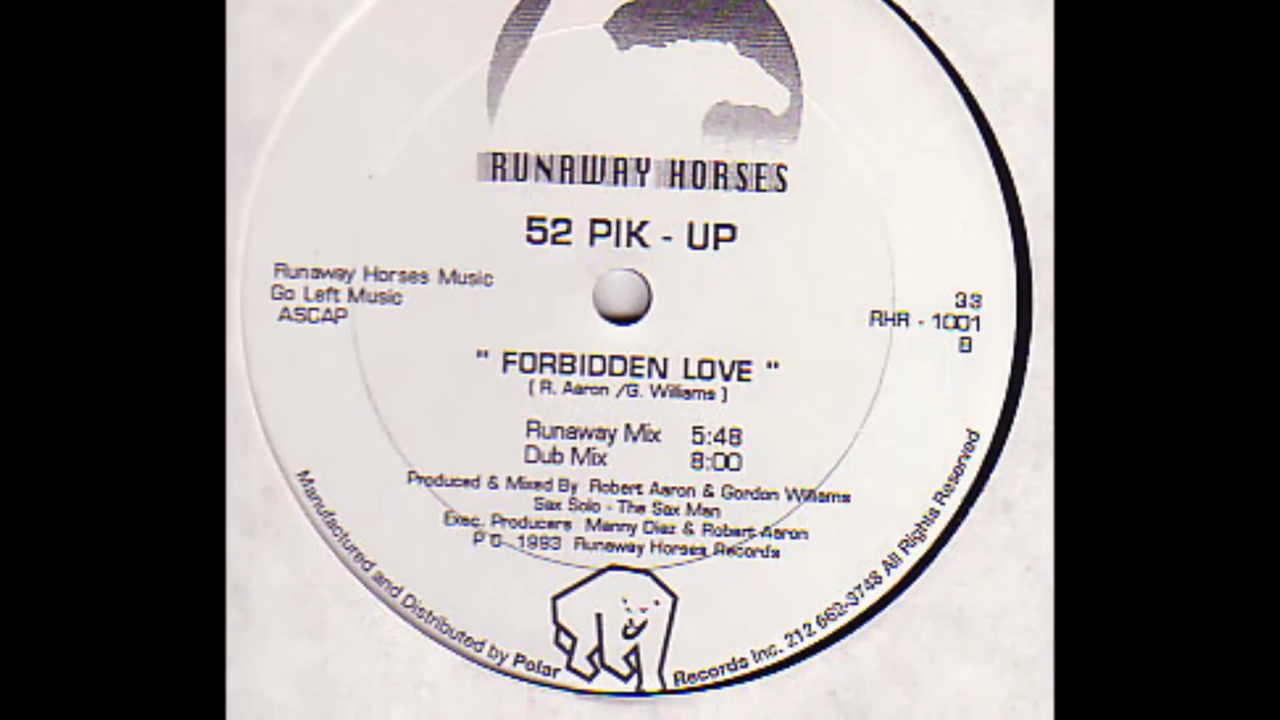 RUNAWAY HORSES
52 PIK - UP
Runaway Horses Music
Go Left Music
ASCAP
33
RHR - 1001
B
" FORBIDDEN LOVE "
( R. Aaron /G. Williams )
Runaway Mix 5:48
Dub Mix 8:00
Produced & Mixed By Robert Aaron & Gordon Williams
Sax Solo - The Sax Man
Exec. Producers Manny Diaz & Robert Aaron
P C 1993 Runaway Horses Records
Manufactured and Distributed by Polar Records Inc. 212 662-3748 All Rights Reserved